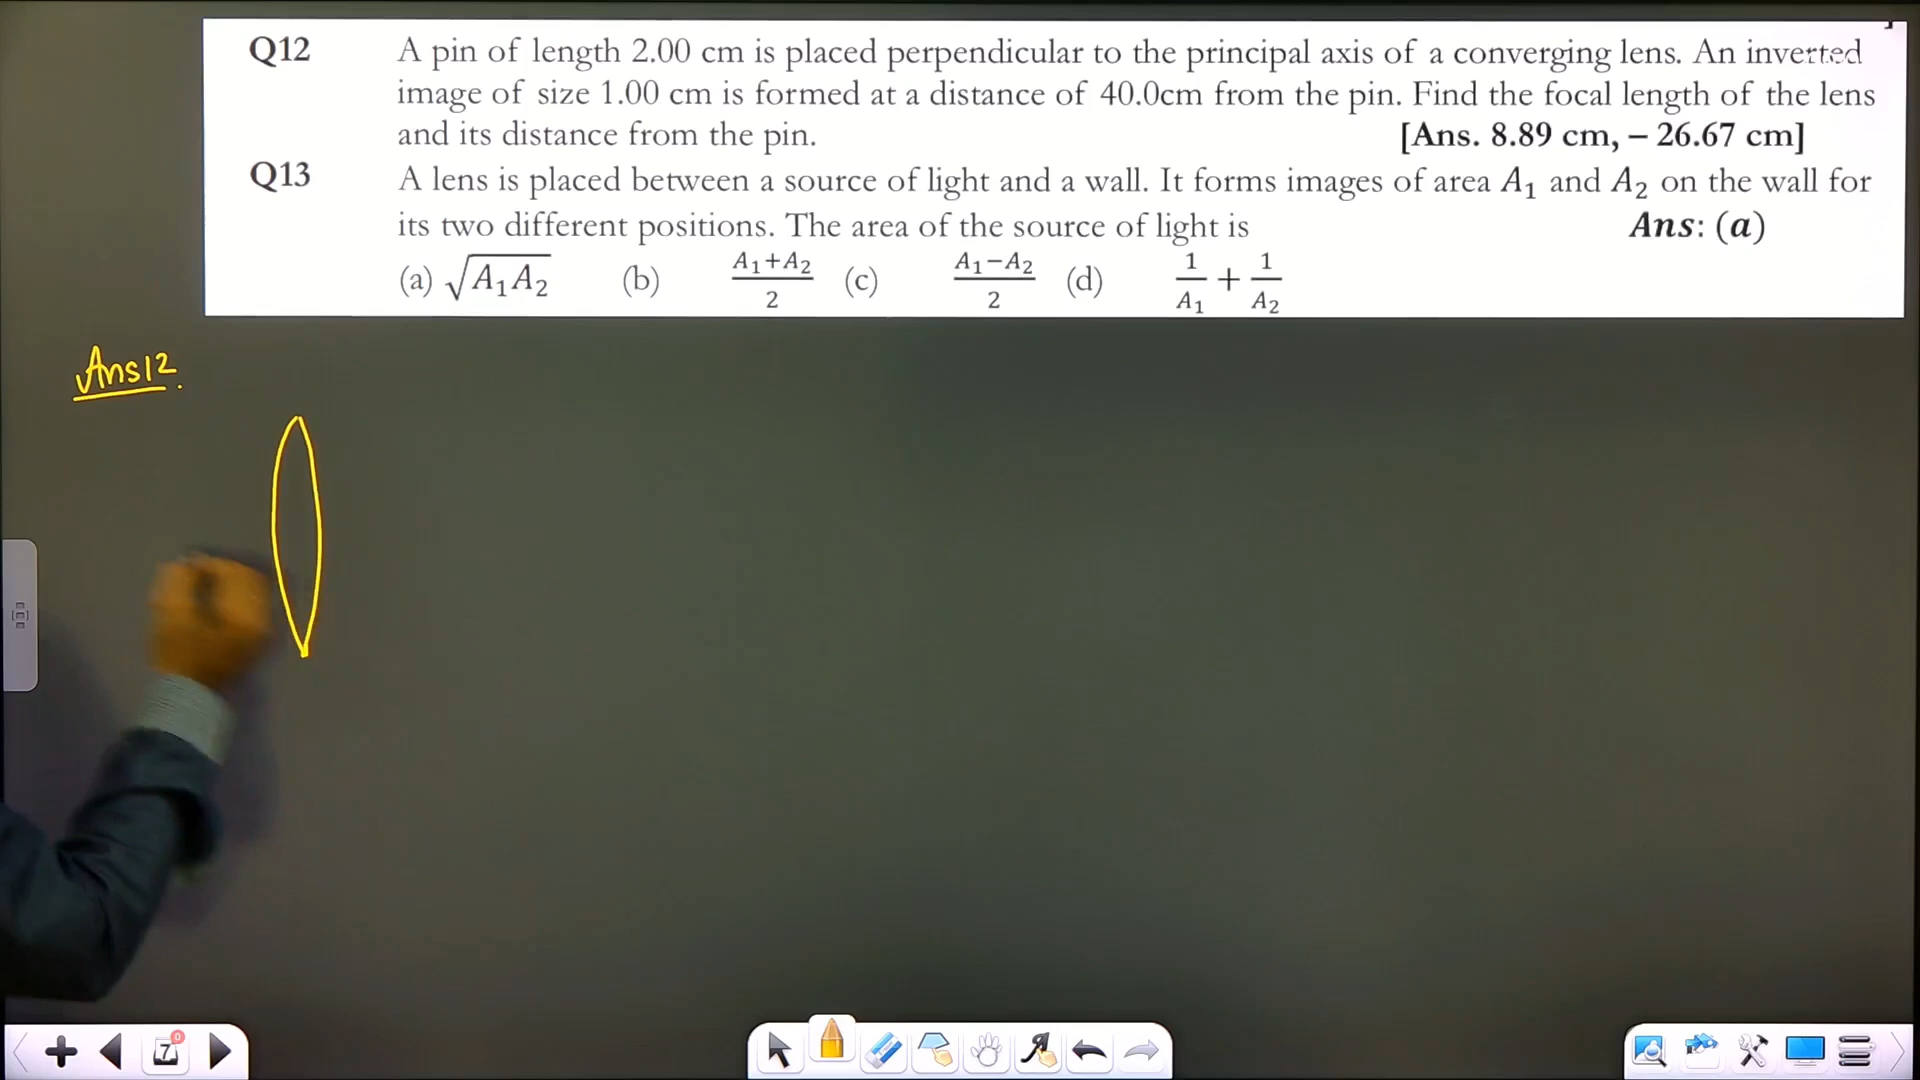 Q12 A pin of length 2.00 cm is placed perpendicular to the principal axis of a converging lens. An inverted
image of size 1.00 cm is formed at a distance of 40.0cm from the pin. Find the focal length of the lens
and its distance from the pin. [Ans. 8.89 cm, – 26.67 cm]
Q13 A lens is placed between a source of light and a wall. It forms images of area A₁ and A₂ on the wall for
its two different positions. The area of the source of light is Ans: (a)
(a) √(A₁A₂) (b) (A₁+A₂)/2 (c) (A₁−A₂)/2 (d) 1/A₁ + 1/A₂
Ans12.
7 0